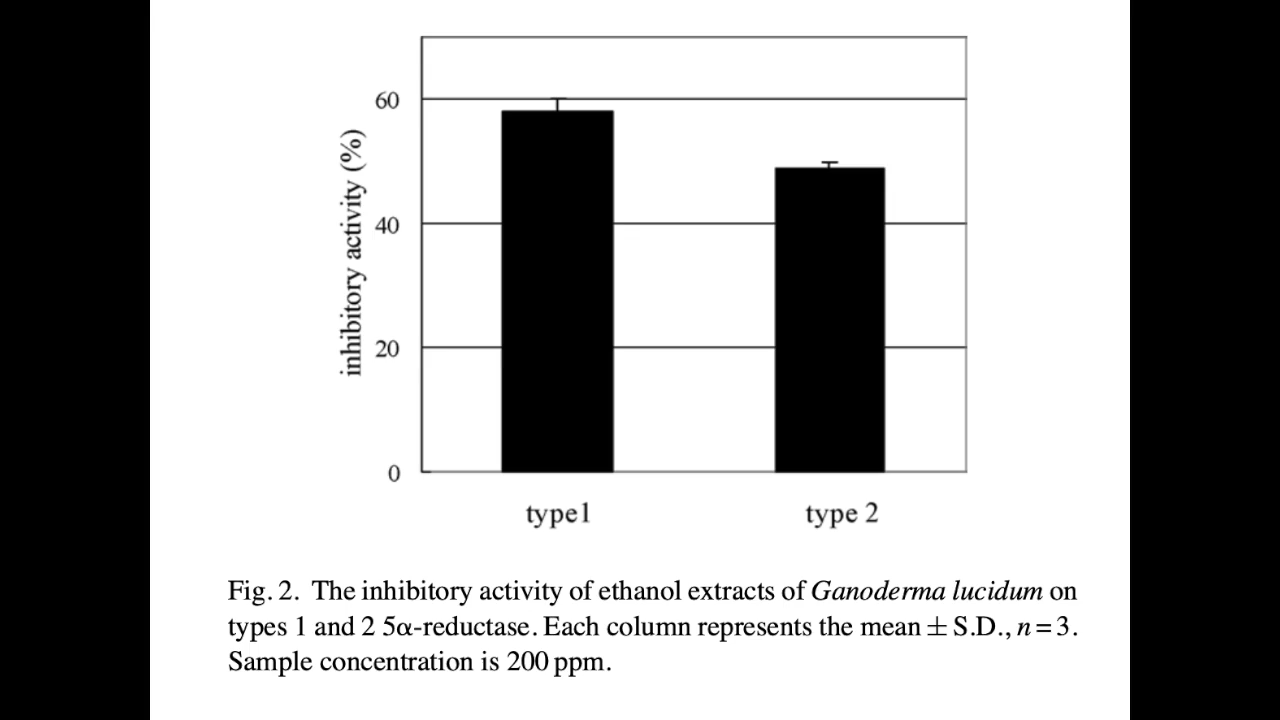 60
40
20
0
inhibitory activity (%)
type1
type 2
Fig. 2. The inhibitory activity of ethanol extracts of Ganoderma lucidum on
types 1 and 2 5α-reductase. Each column represents the mean ± S.D., n = 3.
Sample concentration is 200 ppm.